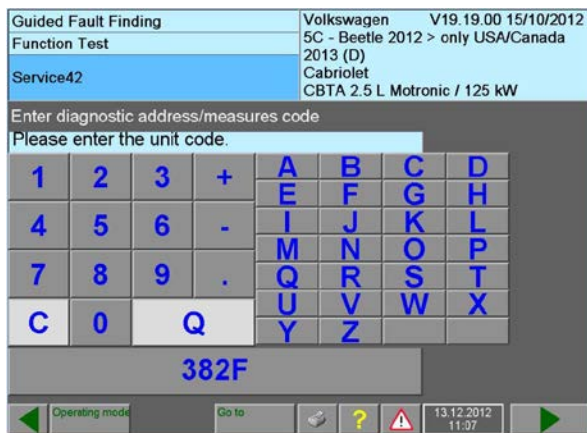 Guided Fault Finding
Function Test
Service42
Volkswagen V19.19.00 15/10/2012
5C - Beetle 2012 > only USA/Canada
2013 (D)
Cabriolet
CBTA 2.5 L Motronic / 125 kW
Enter diagnostic address/measures code
Please enter the unit code.
1 2 3 +
4 5 6 -
7 8 9 .
C 0 Q
A B C D
E F G H
I J K L
M N O P
Q R S T
U V W X
Y Z
382F
Operating mode
Go to
?
13.12.2012
11:07